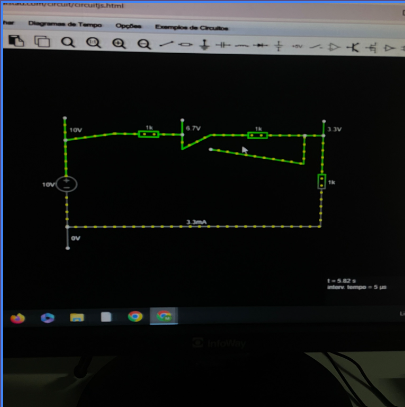 .com/circuit/circuitjs.html
Diagramas de Tempo Opções Exemplos de Circuitos
10V
1k
6.7V
1k
3.3V
10V
1k
3.3mA
0V
t = 5.82 s
interv. tempo = 5 μs